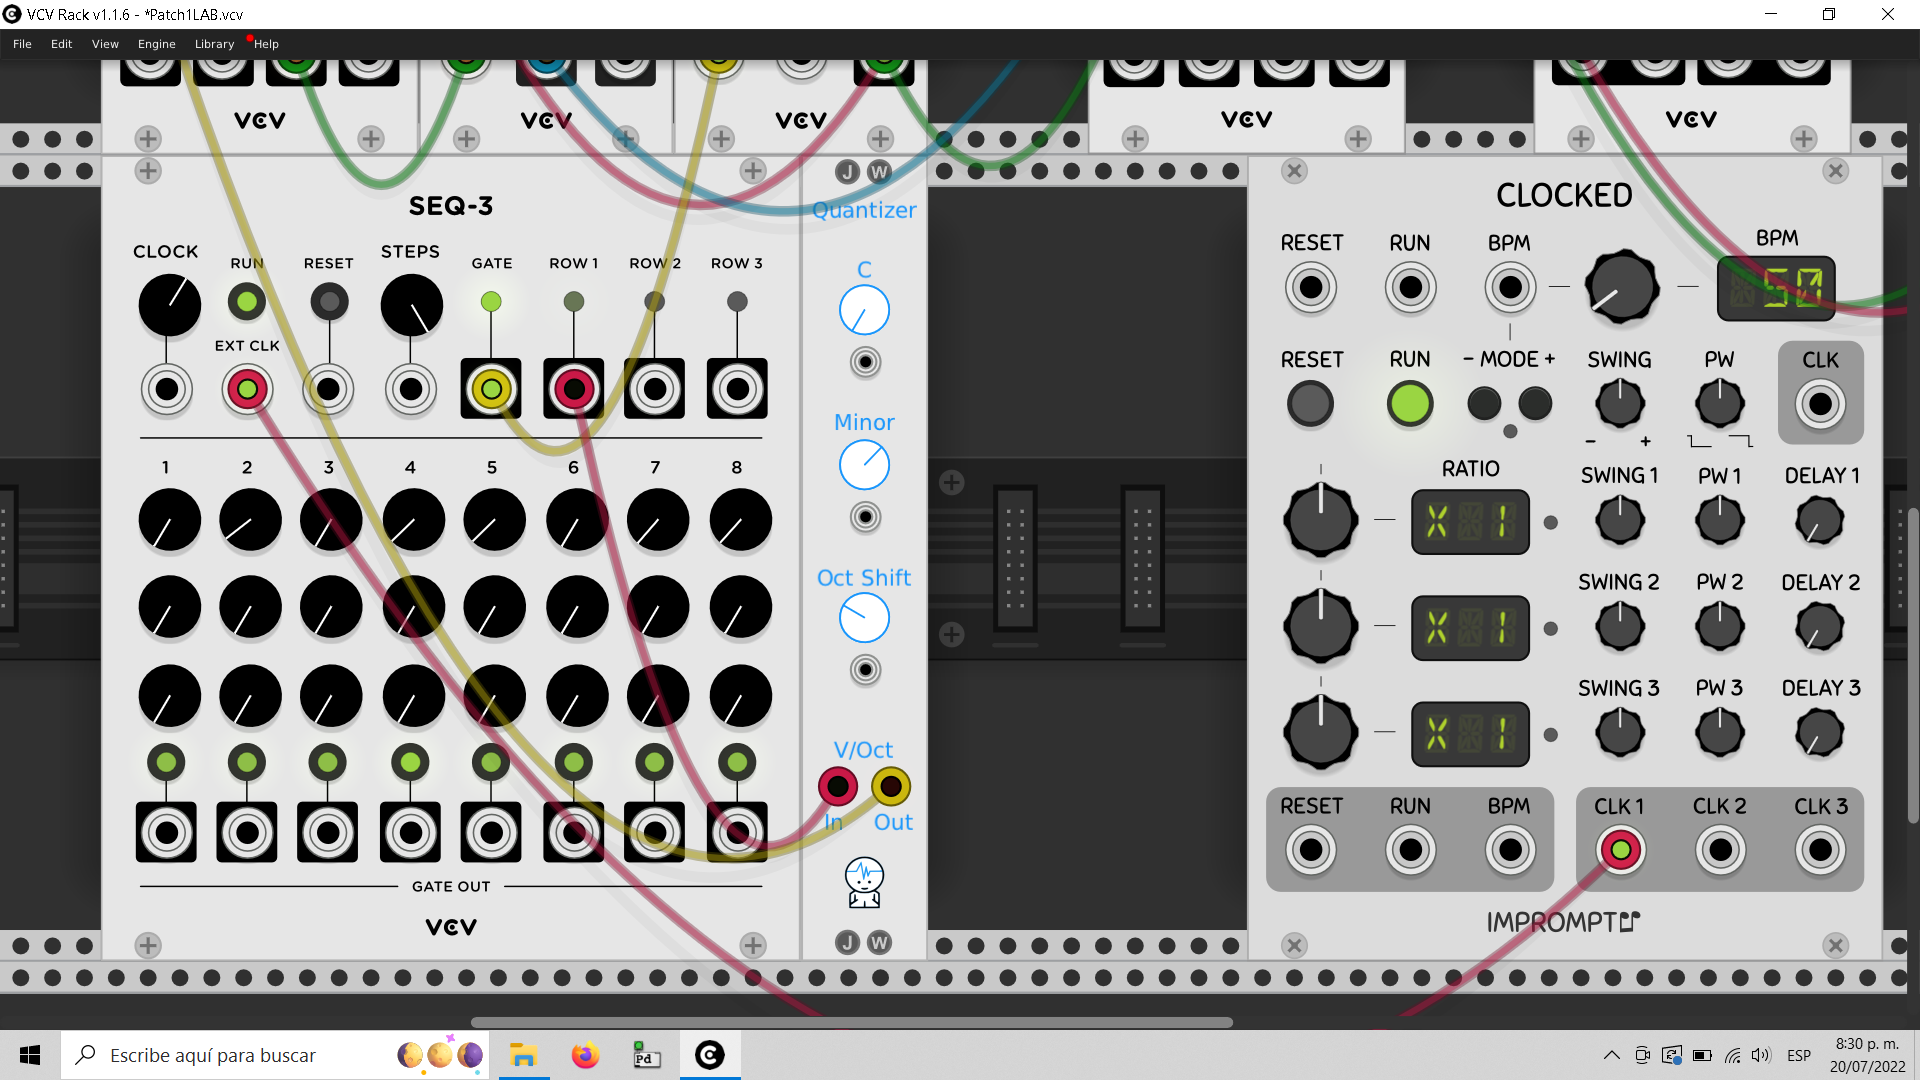 VCV Rack v1.1.6 - *Patch1LAB.vcv
File Edit View Engine Library Help
VCV VCV VCV VCV VCV
SEQ-3
CLOCK RUN RESET STEPS GATE ROW 1 ROW 2 ROW 3
EXT CLK
1 2 3 4 5 6 7 8
GATE OUT
VCV
J W
Quantizer
C
Minor
Oct Shift
V/Oct
In Out
J W
CLOCKED
RESET RUN BPM BPM
50
RESET RUN - MODE + SWING PW CLK
- +
RATIO SWING 1 PW 1 DELAY 1
X 1
SWING 2 PW 2 DELAY 2
X 1
SWING 3 PW 3 DELAY 3
X 1
RESET RUN BPM CLK 1 CLK 2 CLK 3
IMPROMPTU
Escribe aquí para buscar
Pd
ESP
8:30 p. m.
20/07/2022